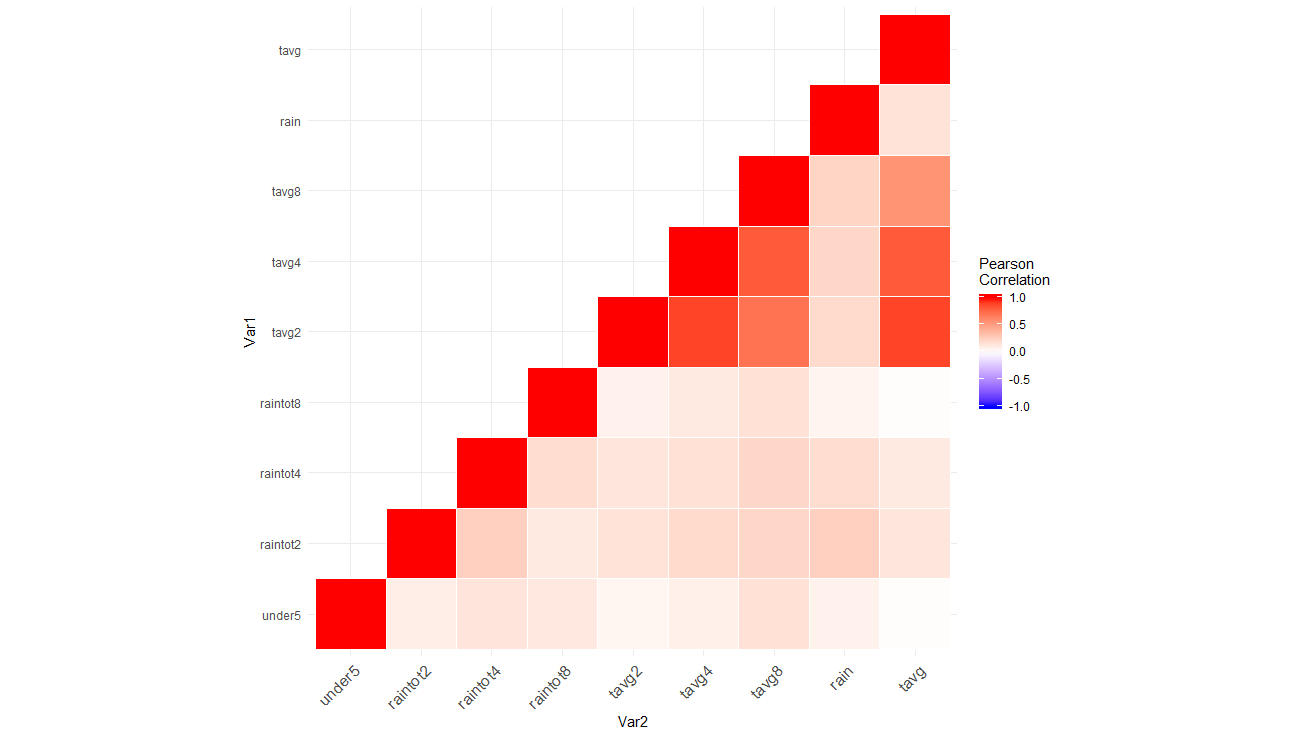 tavg
rain
tavg8
tavg4
tavg2
raintot8
raintot4
raintot2
under5
Var1
under5
raintot2
raintot4
raintot8
tavg2
tavg4
tavg8
rain
tavg
Var2
Pearson
Correlation
1.0
0.5
0.0
-0.5
-1.0